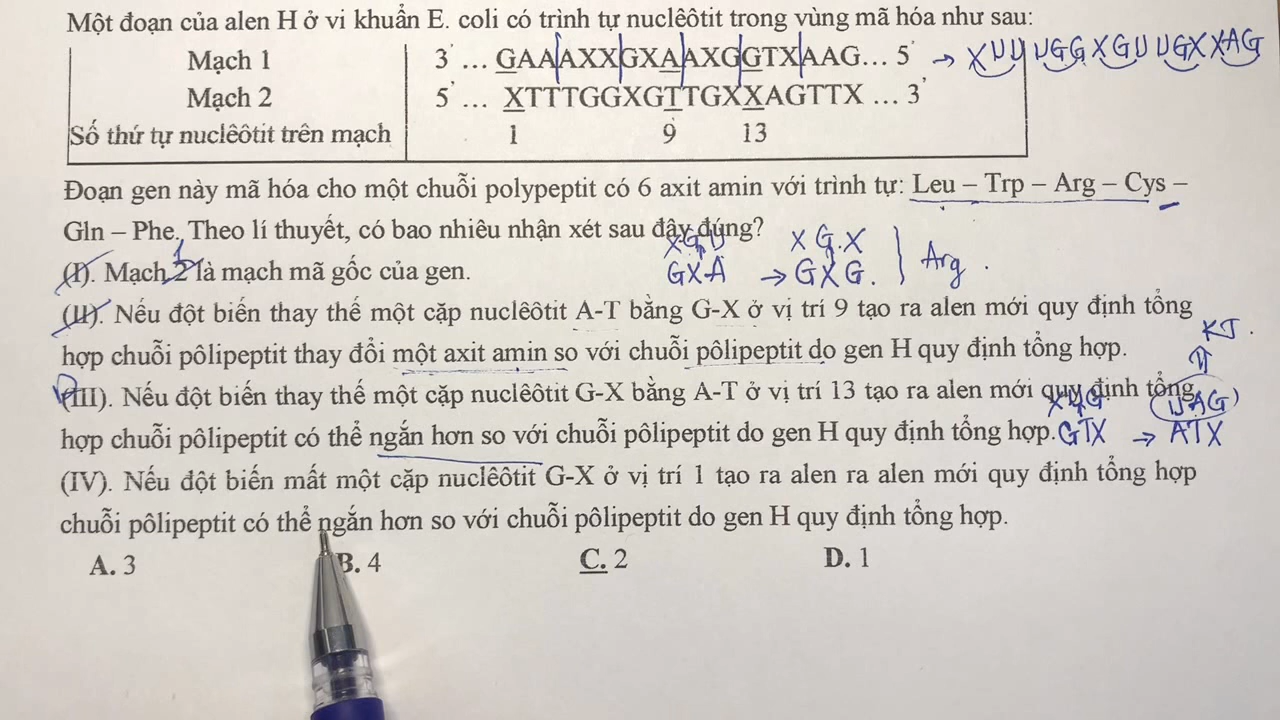 Một đoạn của alen H ở vi khuẩn E. coli có trình tự nuclêôtit trong vùng mã hóa như sau:
Mạch 1 3' ... GAAAXXGXAAXGGTXAAG... 5' → XUU UGG XGU UGX XAG
Mạch 2 5' ... XTTTGGXGTTGXXAGTTX ... 3'
Số thứ tự nuclêôtit trên mạch 1 9 13
Đoạn gen này mã hóa cho một chuỗi polypeptit có 6 axit amin với trình tự: Leu – Trp – Arg – Cys –
Gln – Phe. Theo lí thuyết, có bao nhiêu nhận xét sau đây đúng?
XGU XGX
(I). Mạch 2 là mạch mã gốc của gen. GXA → GXG. } Arg.
(II). Nếu đột biến thay thế một cặp nuclêôtit A-T bằng G-X ở vị trí 9 tạo ra alen mới quy định tổng
hợp chuỗi pôlipeptit thay đổi một axit amin so với chuỗi pôlipeptit do gen H quy định tổng hợp. KT.
(III). Nếu đột biến thay thế một cặp nuclêôtit G-X bằng A-T ở vị trí 13 tạo ra alen mới quy định tổng
XAG (UAG)
hợp chuỗi pôlipeptit có thể ngắn hơn so với chuỗi pôlipeptit do gen H quy định tổng hợp. GTX → ATX
(IV). Nếu đột biến mất một cặp nuclêôtit G-X ở vị trí 1 tạo ra alen ra alen mới quy định tổng hợp
chuỗi pôlipeptit có thể ngắn hơn so với chuỗi pôlipeptit do gen H quy định tổng hợp.
A. 3 B. 4 C. 2 D. 1